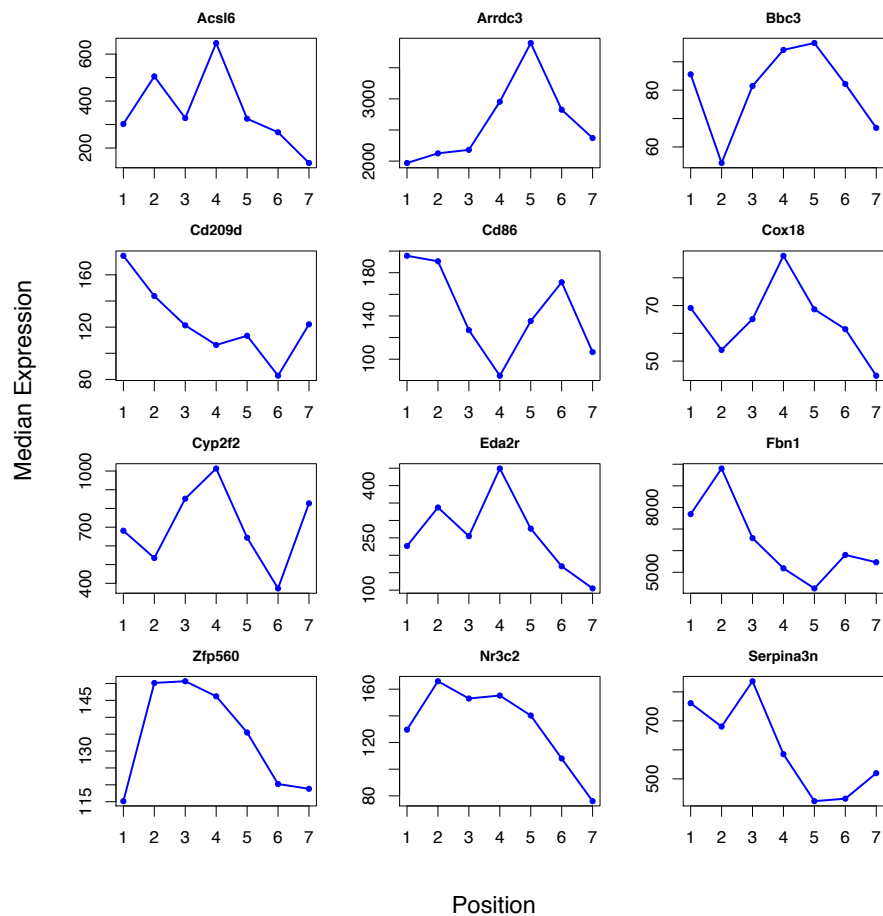 Acsl6 Arrdc3 Bbc3
600 3000 80
400 2000 60
200
1 2 3 4 5 6 7 1 2 3 4 5 6 7 1 2 3 4 5 6 7
Cd209d Cd86 Cox18
160 180 70
120 140 50
80 100
1 2 3 4 5 6 7 1 2 3 4 5 6 7 1 2 3 4 5 6 7
Median Expression
Cyp2f2 Eda2r Fbn1
1000 400 8000
700 250 5000
400 100
1 2 3 4 5 6 7 1 2 3 4 5 6 7 1 2 3 4 5 6 7
Zfp560 Nr3c2 Serpina3n
145 160 700
130 120 500
115 80
1 2 3 4 5 6 7 1 2 3 4 5 6 7 1 2 3 4 5 6 7
Position